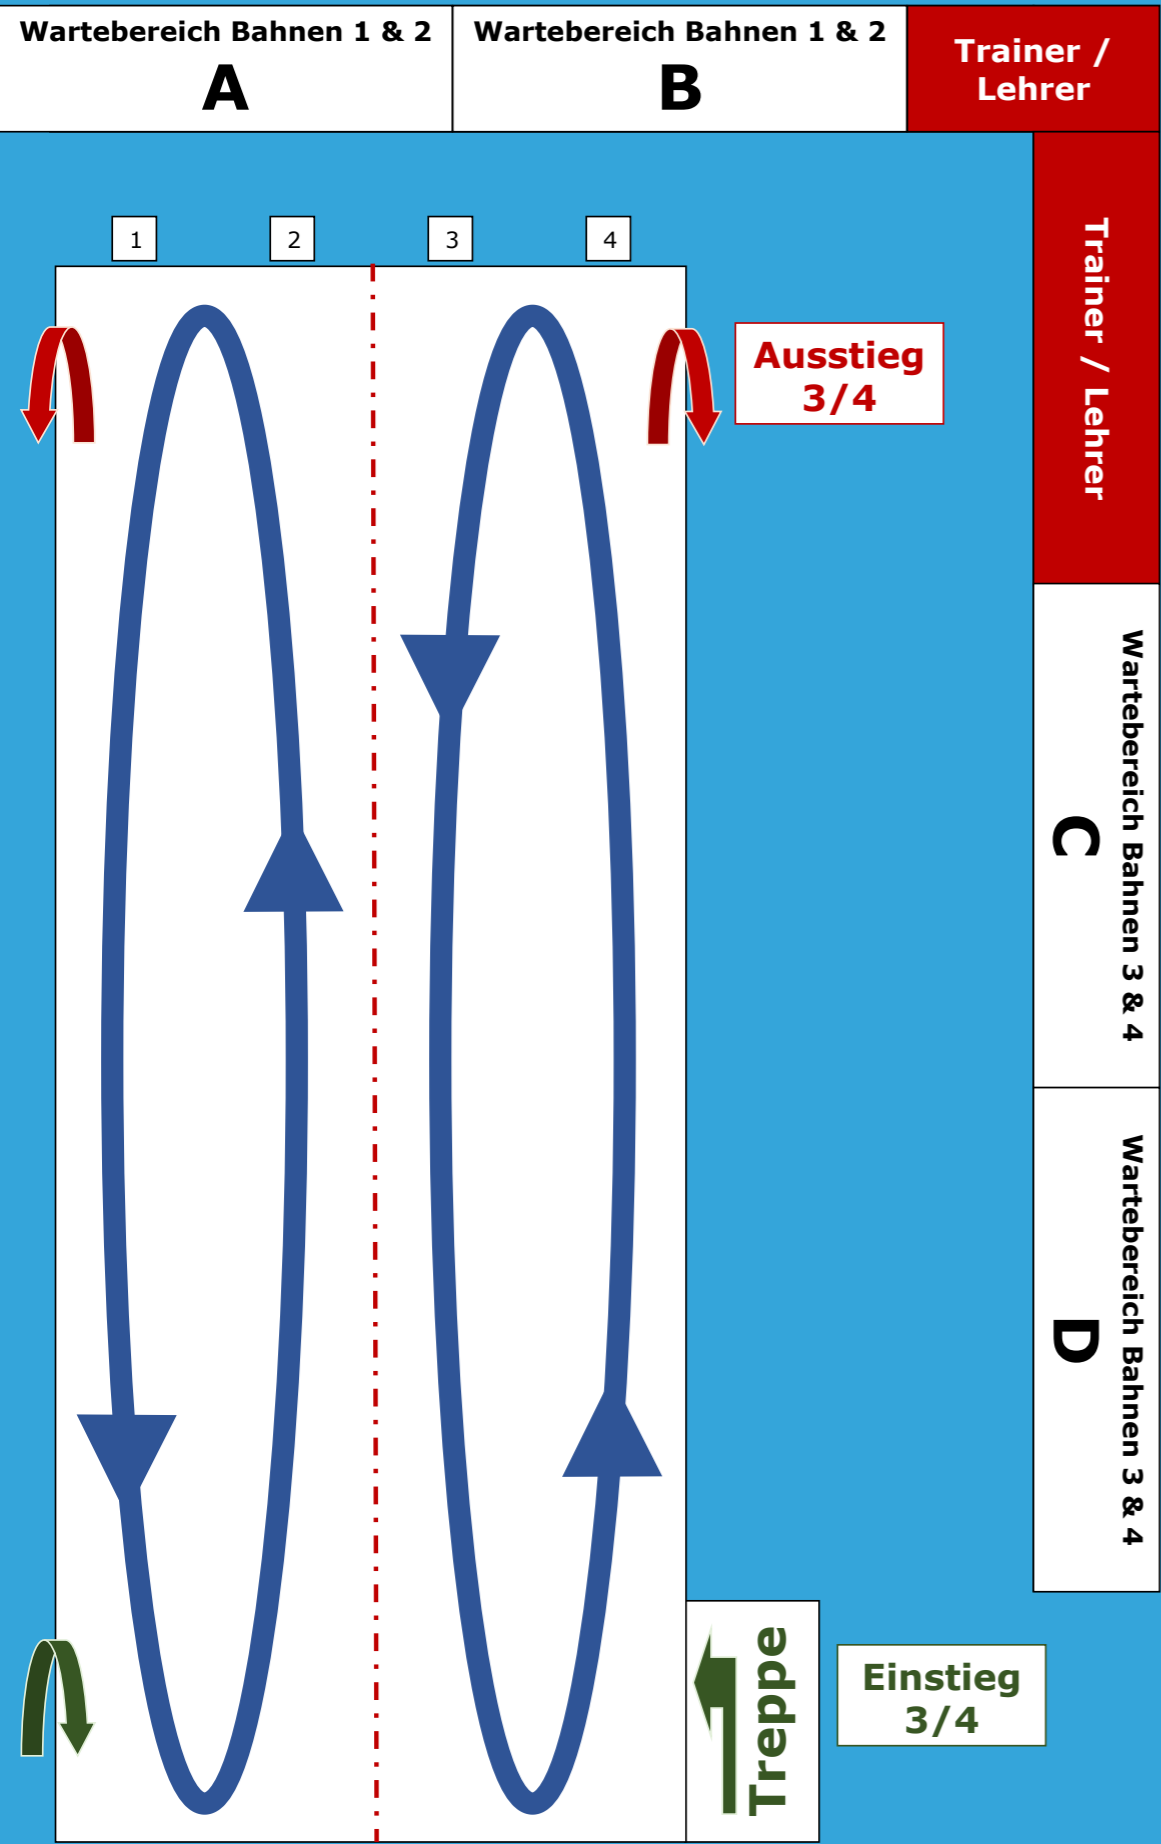 Wartebereich Bahnen 1 & 2
A
Wartebereich Bahnen 1 & 2
B
Trainer /
Lehrer
Trainer / Lehrer
1
2
3
4
Ausstieg
3/4
Wartebereich Bahnen 3 & 4
C
Wartebereich Bahnen 3 & 4
D
Treppe
Einstieg
3/4